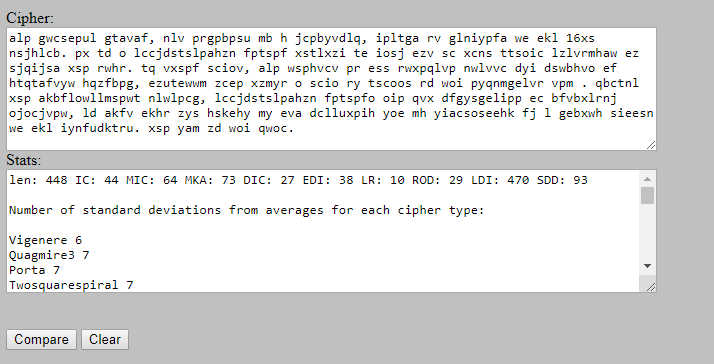 Cipher:
alp gwcsepul gtavaf, nlv prgpbpsu mb h jcpbyvdlq, ipltga rv glniypfa we ekl 16xs
nsjhlcb. px td o lccjdstslpahzn fptspf xstlxzi te iosj ezv sc xcns ttsoic lzlvrmhaw ez
sjqijsa xsp rwhr. tq vxspf sciov, alp wsphvcv pr ess rwxpqlvp nwlvvc dyi dswbhvo ef
htqtafvyw hqzfbpg, ezutewwm zcep xzmyr o scio ry tscoos rd woi pyqnmgelvr vpm . qbctnl
xsp akbflowllmspwt nlwlpcg, lccjdstslpahzn fptspfo oip qvx dfgysgelipp ec bfvbxlrnj
ojocjvpw, ld akfv ekhr zys hskehy my eva dclluxpih yoe mh yiacsoseehk fj l gebxwh sieesn
we ekl iynfudktru. xsp yam zd woi qwoc.
Stats:
len: 448 IC: 44 MIC: 64 MKA: 73 DIC: 27 EDI: 38 LR: 10 ROD: 29 LDI: 470 SDD: 93
Number of standard deviations from averages for each cipher type:
Vigenere 6
Quagmire3 7
Porta 7
Twosquarespiral 7
Compare Clear